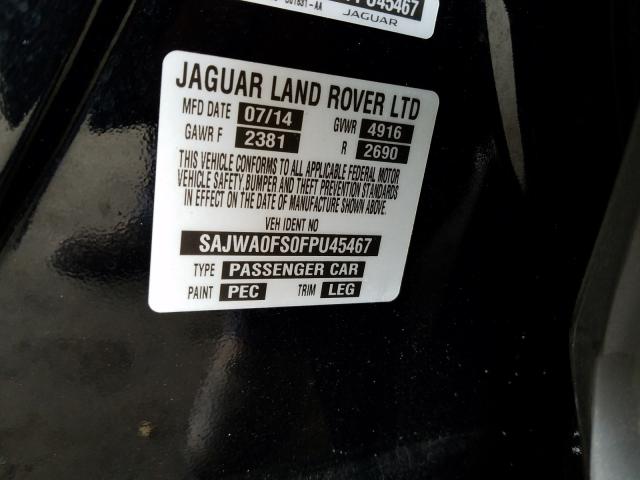 PU45467
JAGUAR
JAGUAR LAND ROVER LTD
MFD DATE 07/14 GVWR 4916
GAWR F 2381 R 2690
THIS VEHICLE CONFORMS TO ALL APPLICABLE FEDERAL MOTOR
VEHICLE SAFETY, BUMPER AND THEFT PREVENTION STANDARDS
IN EFFECT ON THE DATE OF MANUFACTURE SHOWN ABOVE.
VEH IDENT NO
SAJWA0FS0FPU45467
TYPE PASSENGER CAR
PAINT PEC TRIM LEG